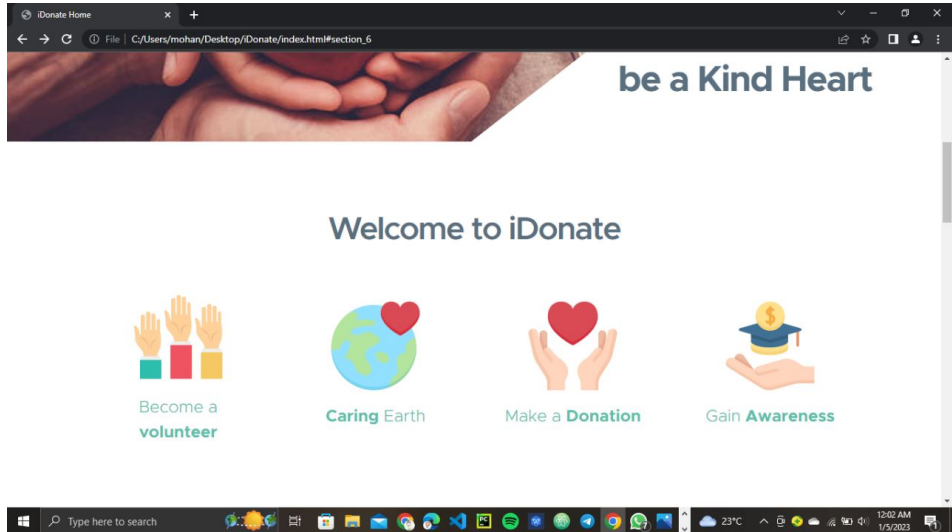 iDonate Home
File
C:/Users/mohan/Desktop/iDonate/index.html#section_6
be a Kind Heart
Welcome to iDonate
Become a
volunteer
Caring Earth
Make a Donation
Gain Awareness
Type here to search
23°C
12:02 AM
1/5/2023